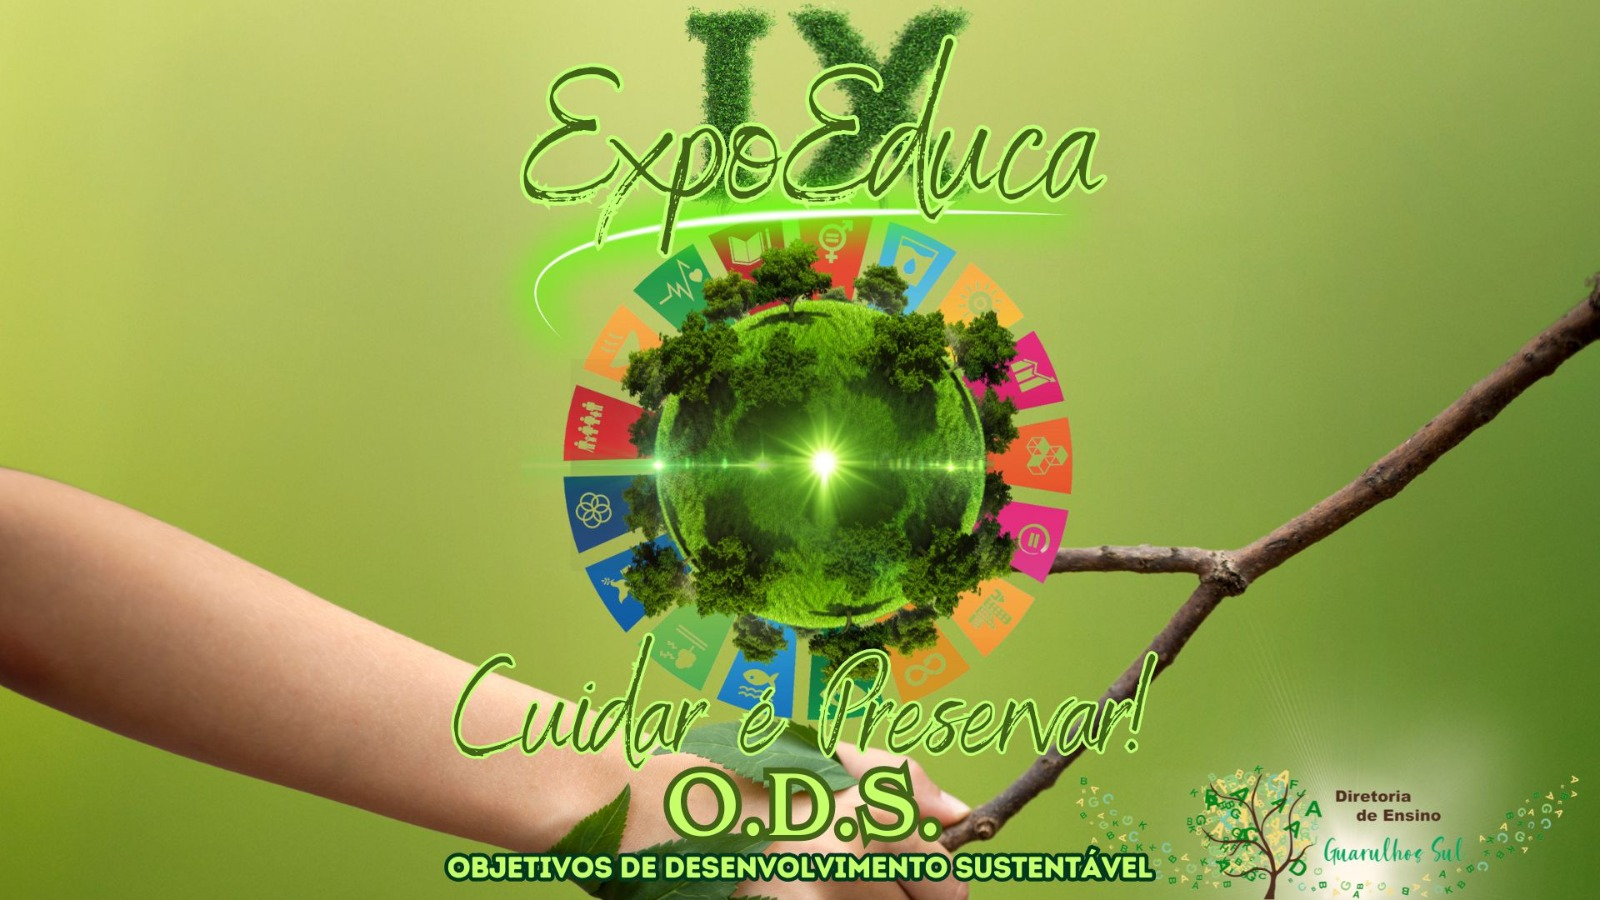 IX
ExpoEduca
Cuidar é Preservar!
O.D.S.
OBJETIVOS DE DESENVOLVIMENTO SUSTENTÁVEL
Diretoria
de Ensino
Guarulhos Sul